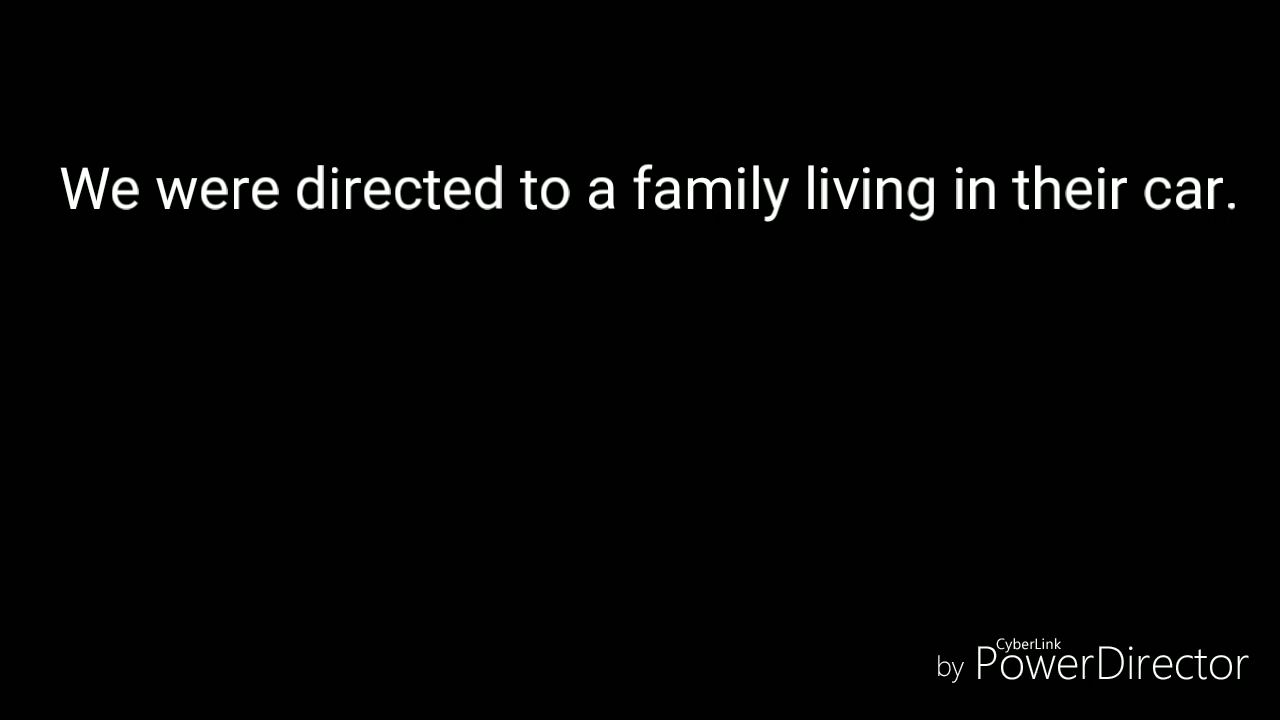 We were directed to a family living in their car.
CyberLink
by PowerDirector